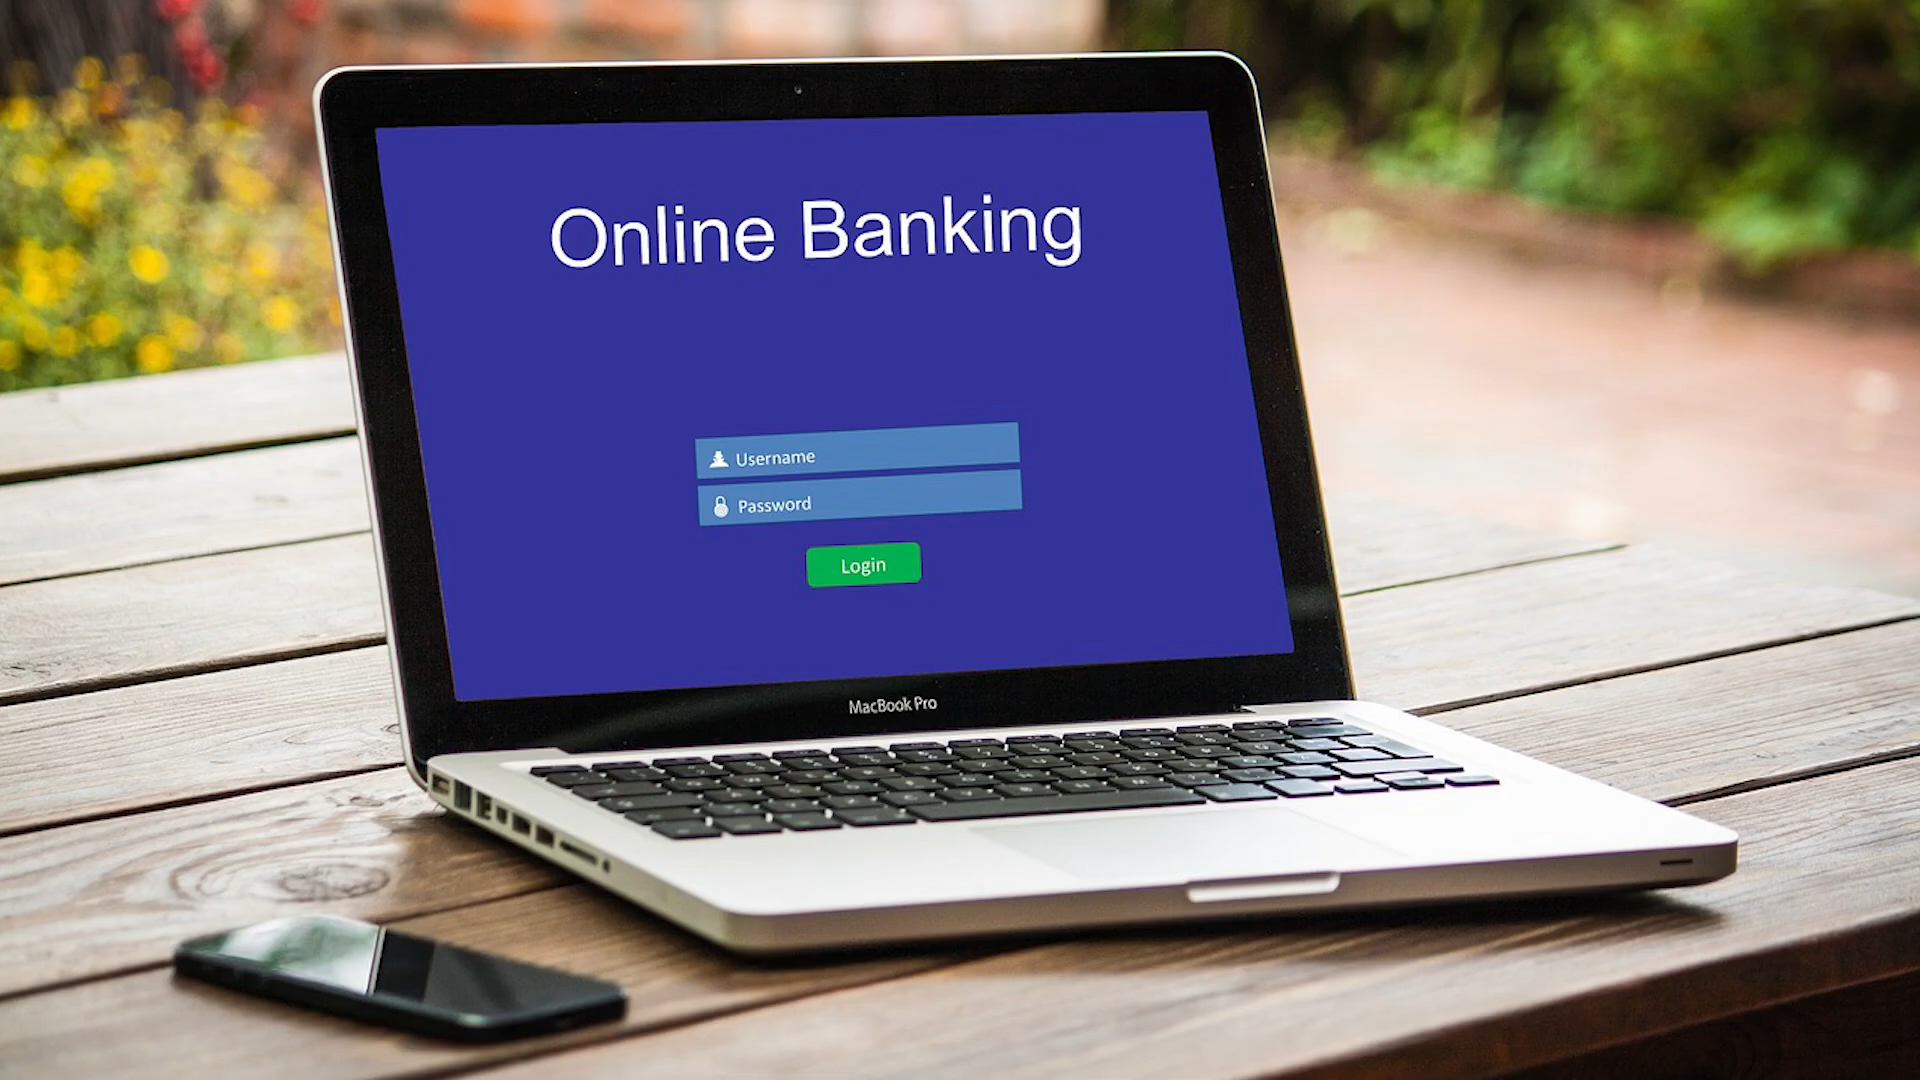 Online Banking
Username
Password
Login
MacBook Pro